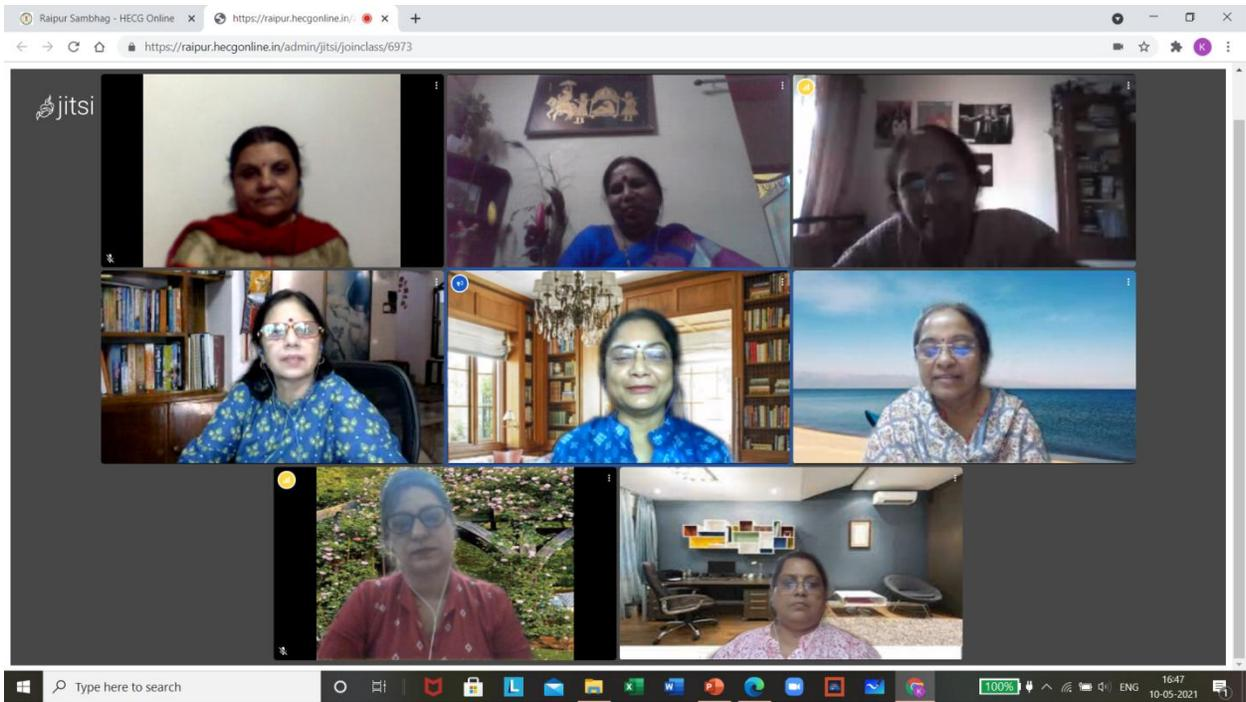 Raipur Sambhag - HECG Online
https://raipur.hecgonline.in/
https://raipur.hecgonline.in/admin/jitsi/joinclass/6973
K
jitsi
Type here to search
100%
ENG
16:47
10-05-2021
1